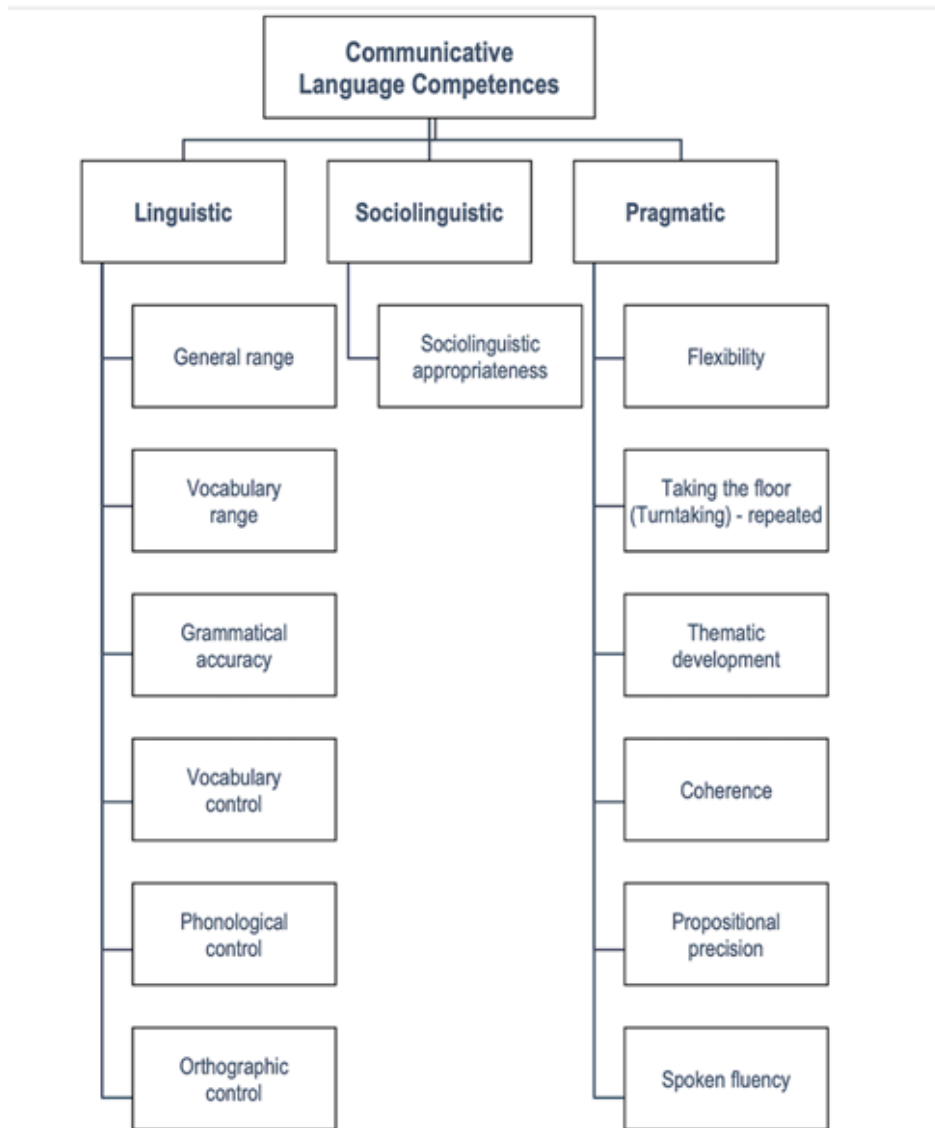 Communicative
Language Competences
Linguistic
Sociolinguistic
Pragmatic
General range
Sociolinguistic
appropriateness
Flexibility
Vocabulary
range
Taking the floor
(Turntaking) - repeated
Grammatical
accuracy
Thematic
development
Vocabulary
control
Coherence
Phonological
control
Propositional
precision
Orthographic
control
Spoken fluency